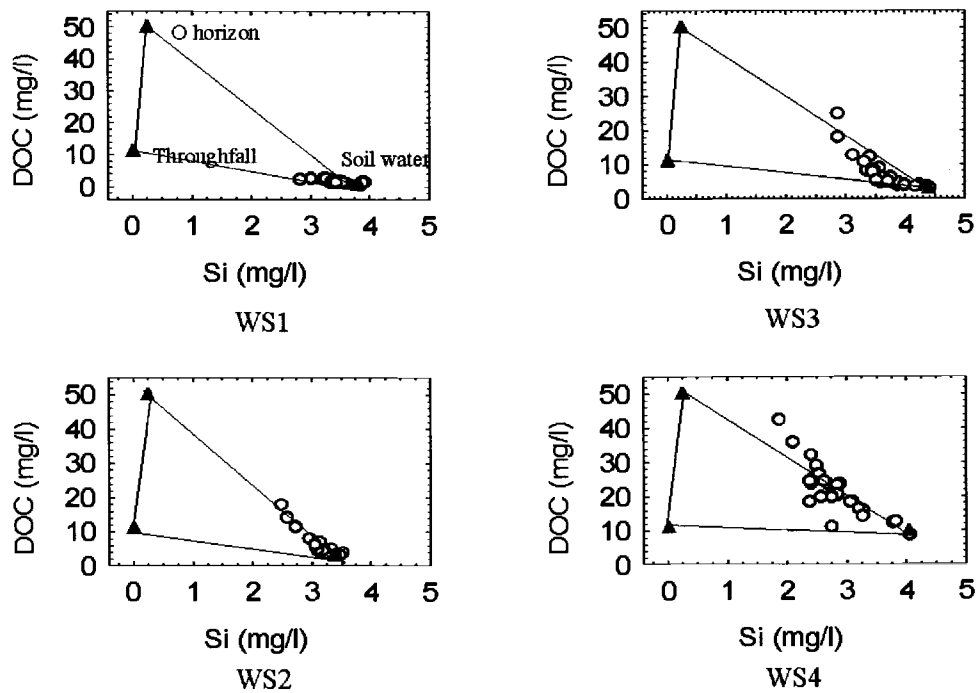 DOC (mg/l)
50
40
30
20
10
0
O horizon
Throughfall
Soil water
0 1 2 3 4 5
Si (mg/l)
WS1
DOC (mg/l)
50
40
30
20
10
0
0 1 2 3 4 5
Si (mg/l)
WS3
DOC (mg/l)
50
40
30
20
10
0
0 1 2 3 4 5
Si (mg/l)
WS2
DOC (mg/l)
50
40
30
20
10
0
0 1 2 3 4 5
Si (mg/l)
WS4